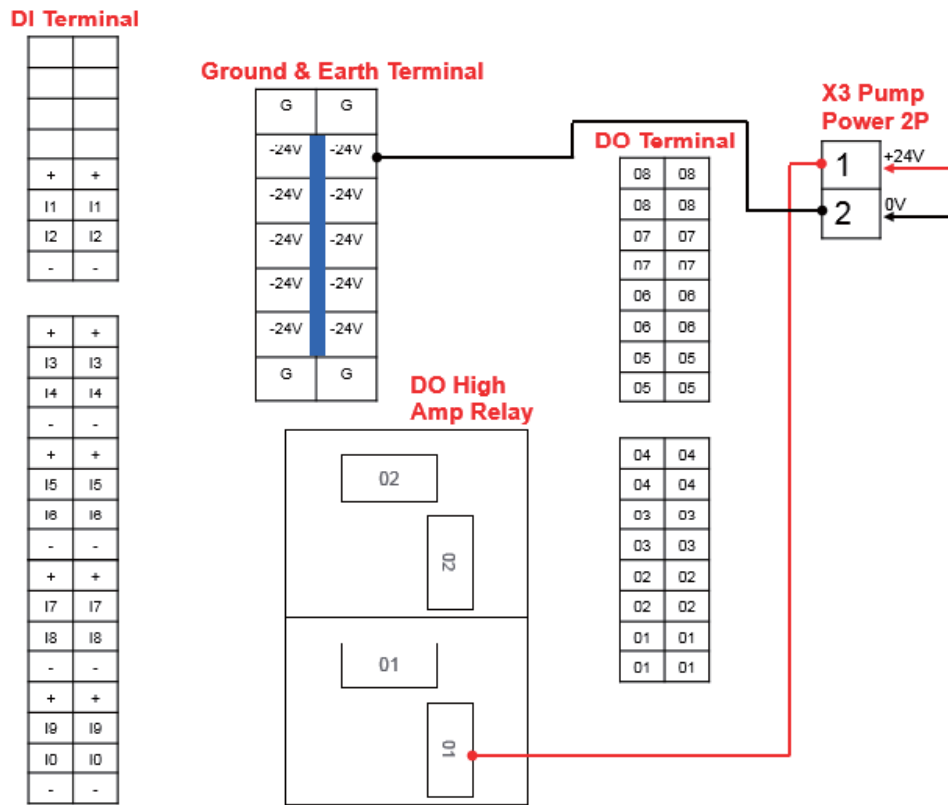 DI Terminal
+ +
I1 I1
I2 I2
- -
+ +
I3 I3
I4 I4
- -
+ +
I5 I5
I6 I6
- -
+ +
I7 I7
I8 I8
- -
+ +
I9 I9
I0 I0
- -
Ground & Earth Terminal
G G
-24V -24V
-24V -24V
-24V -24V
-24V -24V
-24V -24V
G G
DO High
Amp Relay
02
02
01
01
DO Terminal
08 08
08 08
07 07
07 07
06 06
06 06
05 05
05 05
04 04
04 04
03 03
03 03
02 02
02 02
01 01
01 01
X3 Pump
Power 2P
1 +24V
2 0V